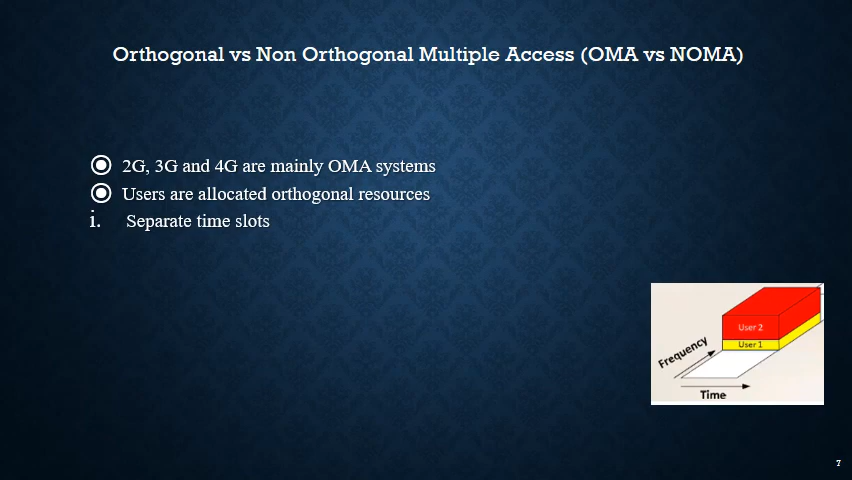 Orthogonal vs Non Orthogonal Multiple Access (OMA vs NOMA)
2G, 3G and 4G are mainly OMA systems
Users are allocated orthogonal resources
i. Separate time slots
User 2
User 1
Frequency
Time
7